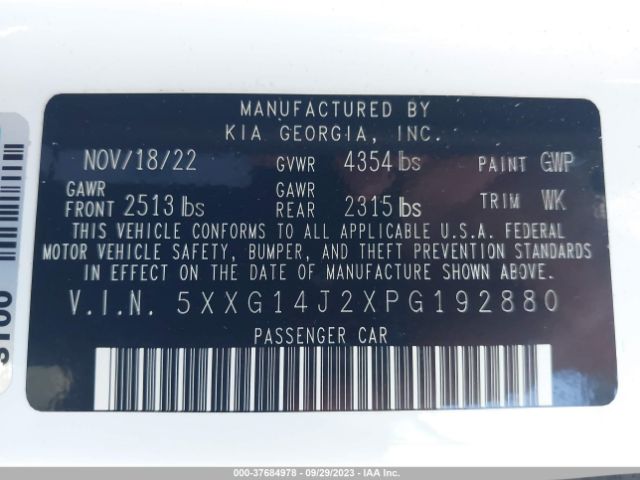 MANUFACTURED BY
KIA GEORGIA, INC.
NOV/18/22 GVWR 4354 lbs PAINT GWP
GAWR FRONT 2513 lbs GAWR REAR 2315 lbs TRIM WK
THIS VEHICLE CONFORMS TO ALL APPLICABLE U.S.A. FEDERAL
MOTOR VEHICLE SAFETY, BUMPER, AND THEFT PREVENTION STANDARDS
IN EFFECT ON THE DATE OF MANUFACTURE SHOWN ABOVE.
V.I.N. 5XXG14J2XPG192880
PASSENGER CAR
© - 37684978 - 09/29/2023 - IAA Inc.